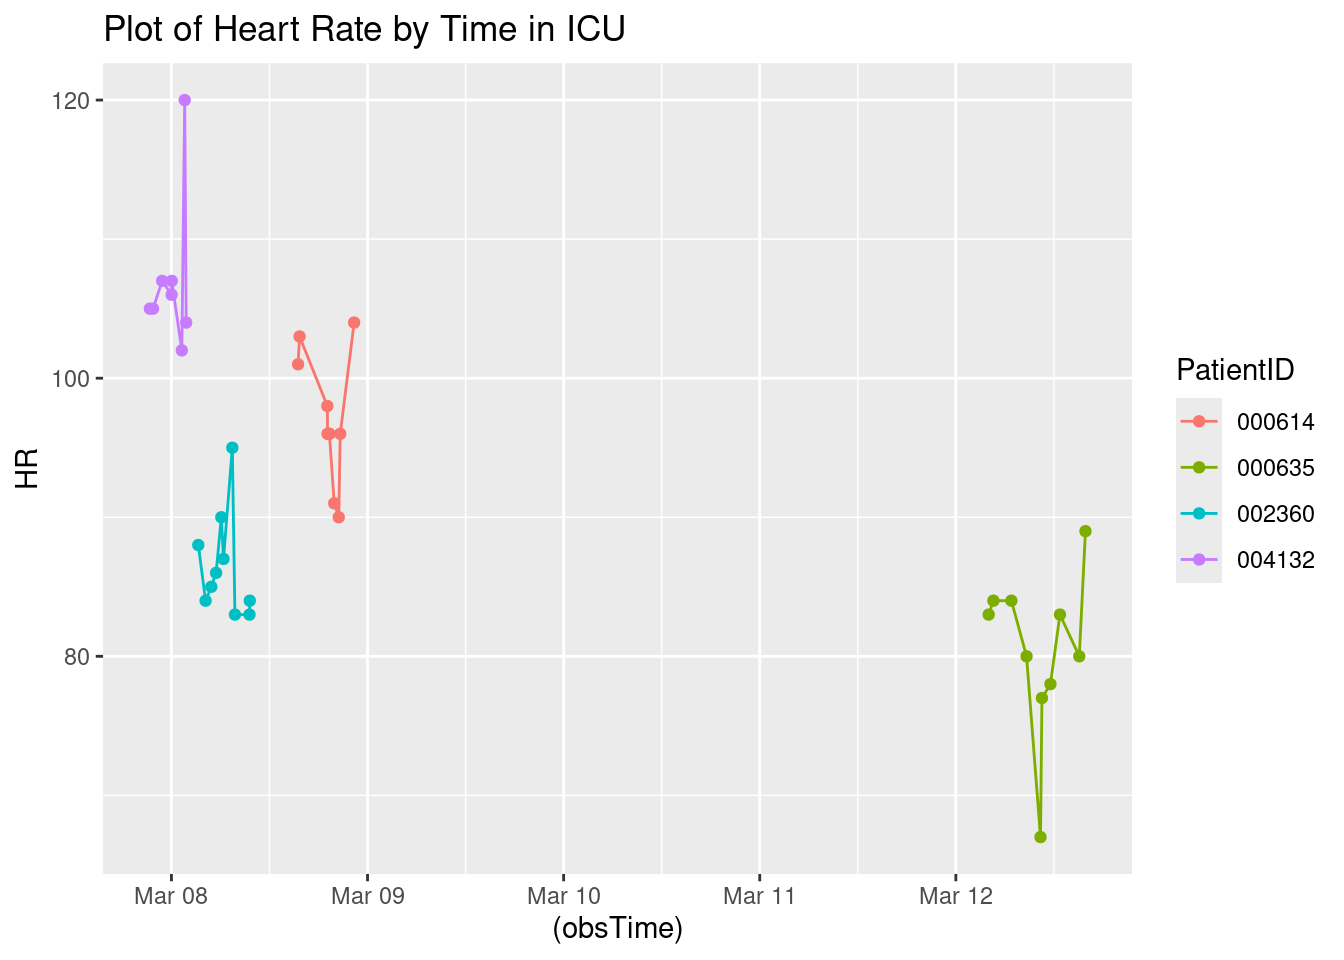 Plot of Heart Rate by Time in ICU
120
100
80
HR
Mar 08 Mar 09 Mar 10 Mar 11 Mar 12
(obsTime)
PatientID
000614
000635
002360
004132